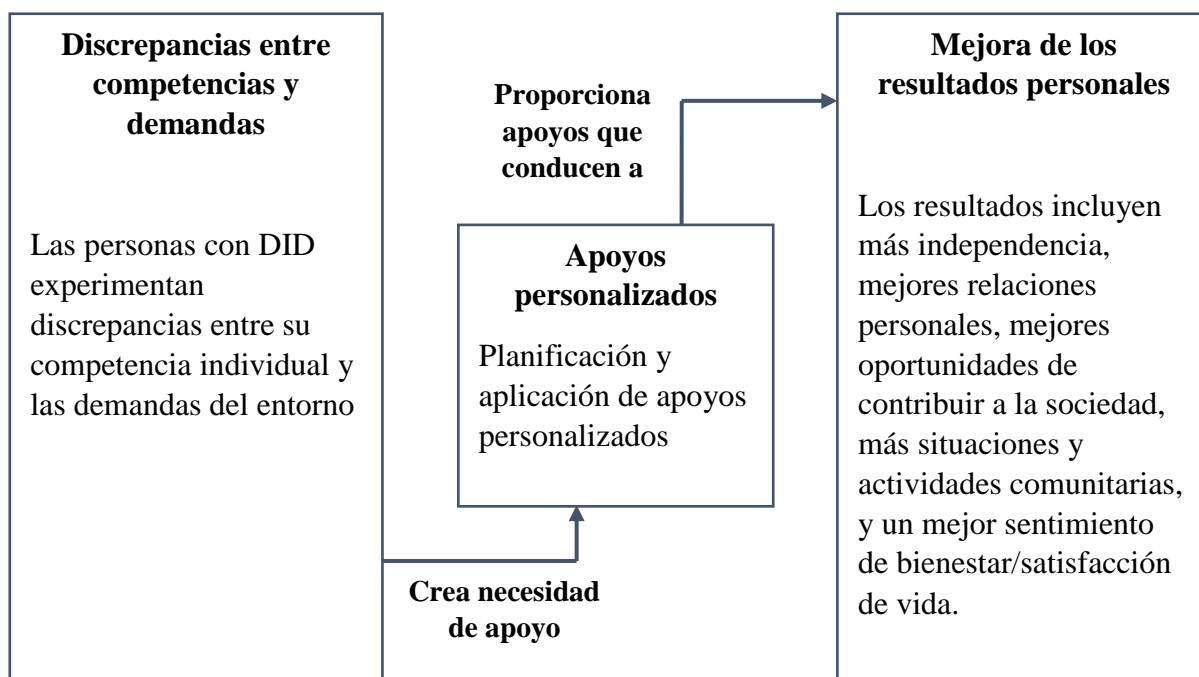 Discrepancias entre
competencias y
demandas
Las personas con DID
experimentan
discrepancias entre su
competencia individual y
las demandas del entorno
Crea necesidad
de apoyo
Apoyos
personalizados
Planificación y
aplicación de apoyos
personalizados
Proporciona
apoyos que
conducen a
Mejora de los
resultados personales
Los resultados incluyen
más independencia,
mejores relaciones
personales, mejores
oportunidades de
contribuir a la sociedad,
más situaciones y
actividades comunitarias,
y un mejor sentimiento
de bienestar/satisfacción
de vida.